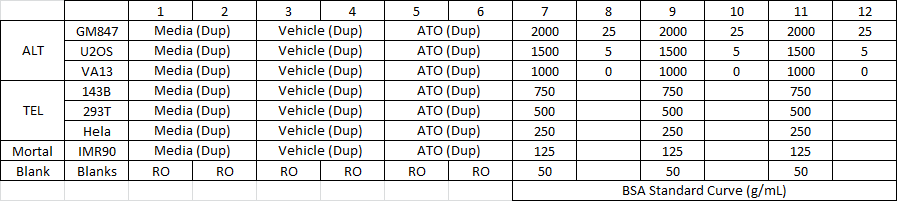 1 2 3 4 5 6 7 8 9 10 11 12
ALT GM847 Media (Dup) Vehicle (Dup) ATO (Dup) 2000 25 2000 25 2000 25
U2OS Media (Dup) Vehicle (Dup) ATO (Dup) 1500 5 1500 5 1500 5
VA13 Media (Dup) Vehicle (Dup) ATO (Dup) 1000 0 1000 0 1000 0
TEL 143B Media (Dup) Vehicle (Dup) ATO (Dup) 750 750 750
293T Media (Dup) Vehicle (Dup) ATO (Dup) 500 500 500
Hela Media (Dup) Vehicle (Dup) ATO (Dup) 250 250 250
Mortal IMR90 Media (Dup) Vehicle (Dup) ATO (Dup) 125 125 125
Blank Blanks RO RO RO RO RO RO 50 50 50
BSA Standard Curve (g/mL)